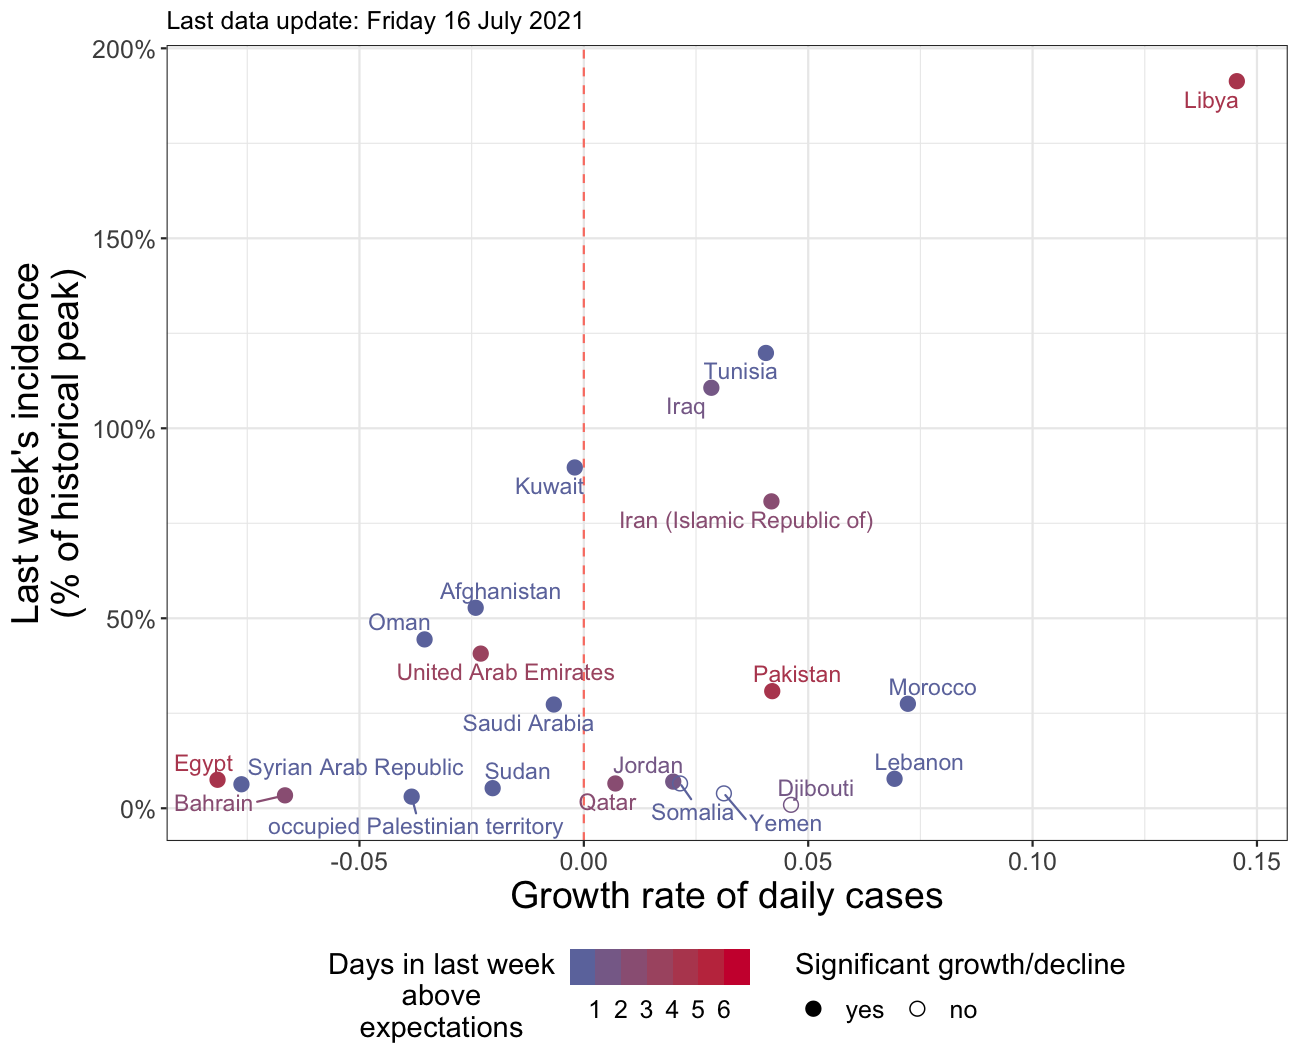 Last data update: Friday 16 July 2021
Last week's incidence
(% of historical peak)
200%
150%
100%
50%
0%
Libya
Tunisia
Iraq
Kuwait
Iran (Islamic Republic of)
Afghanistan
Oman
United Arab Emirates
Pakistan
Morocco
Saudi Arabia
Egypt
Syrian Arab Republic
Sudan
Jordan
Lebanon
Bahrain
Qatar
Djibouti
Somalia
Yemen
occupied Palestinian territory
-0.05 0.00 0.05 0.10 0.15
Growth rate of daily cases
Days in last week
above
expectations
1 2 3 4 5 6
Significant growth/decline
yes no